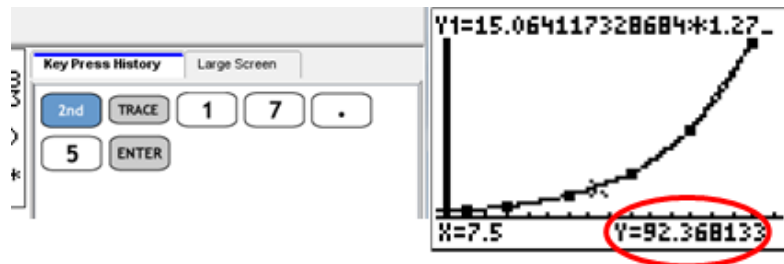 Key Press History Large Screen
2nd TRACE 1 7 .
5 ENTER
Y1=15.064117328684*1.27_
X=7.5 Y=92.368133